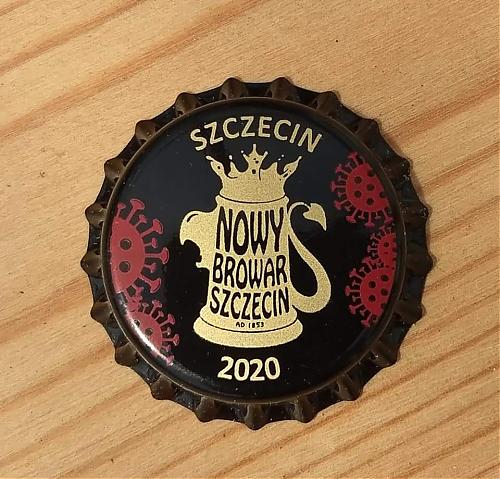 SZCZECIN
NOWY
BROWAR
SZCZECIN
AD 1853
2020